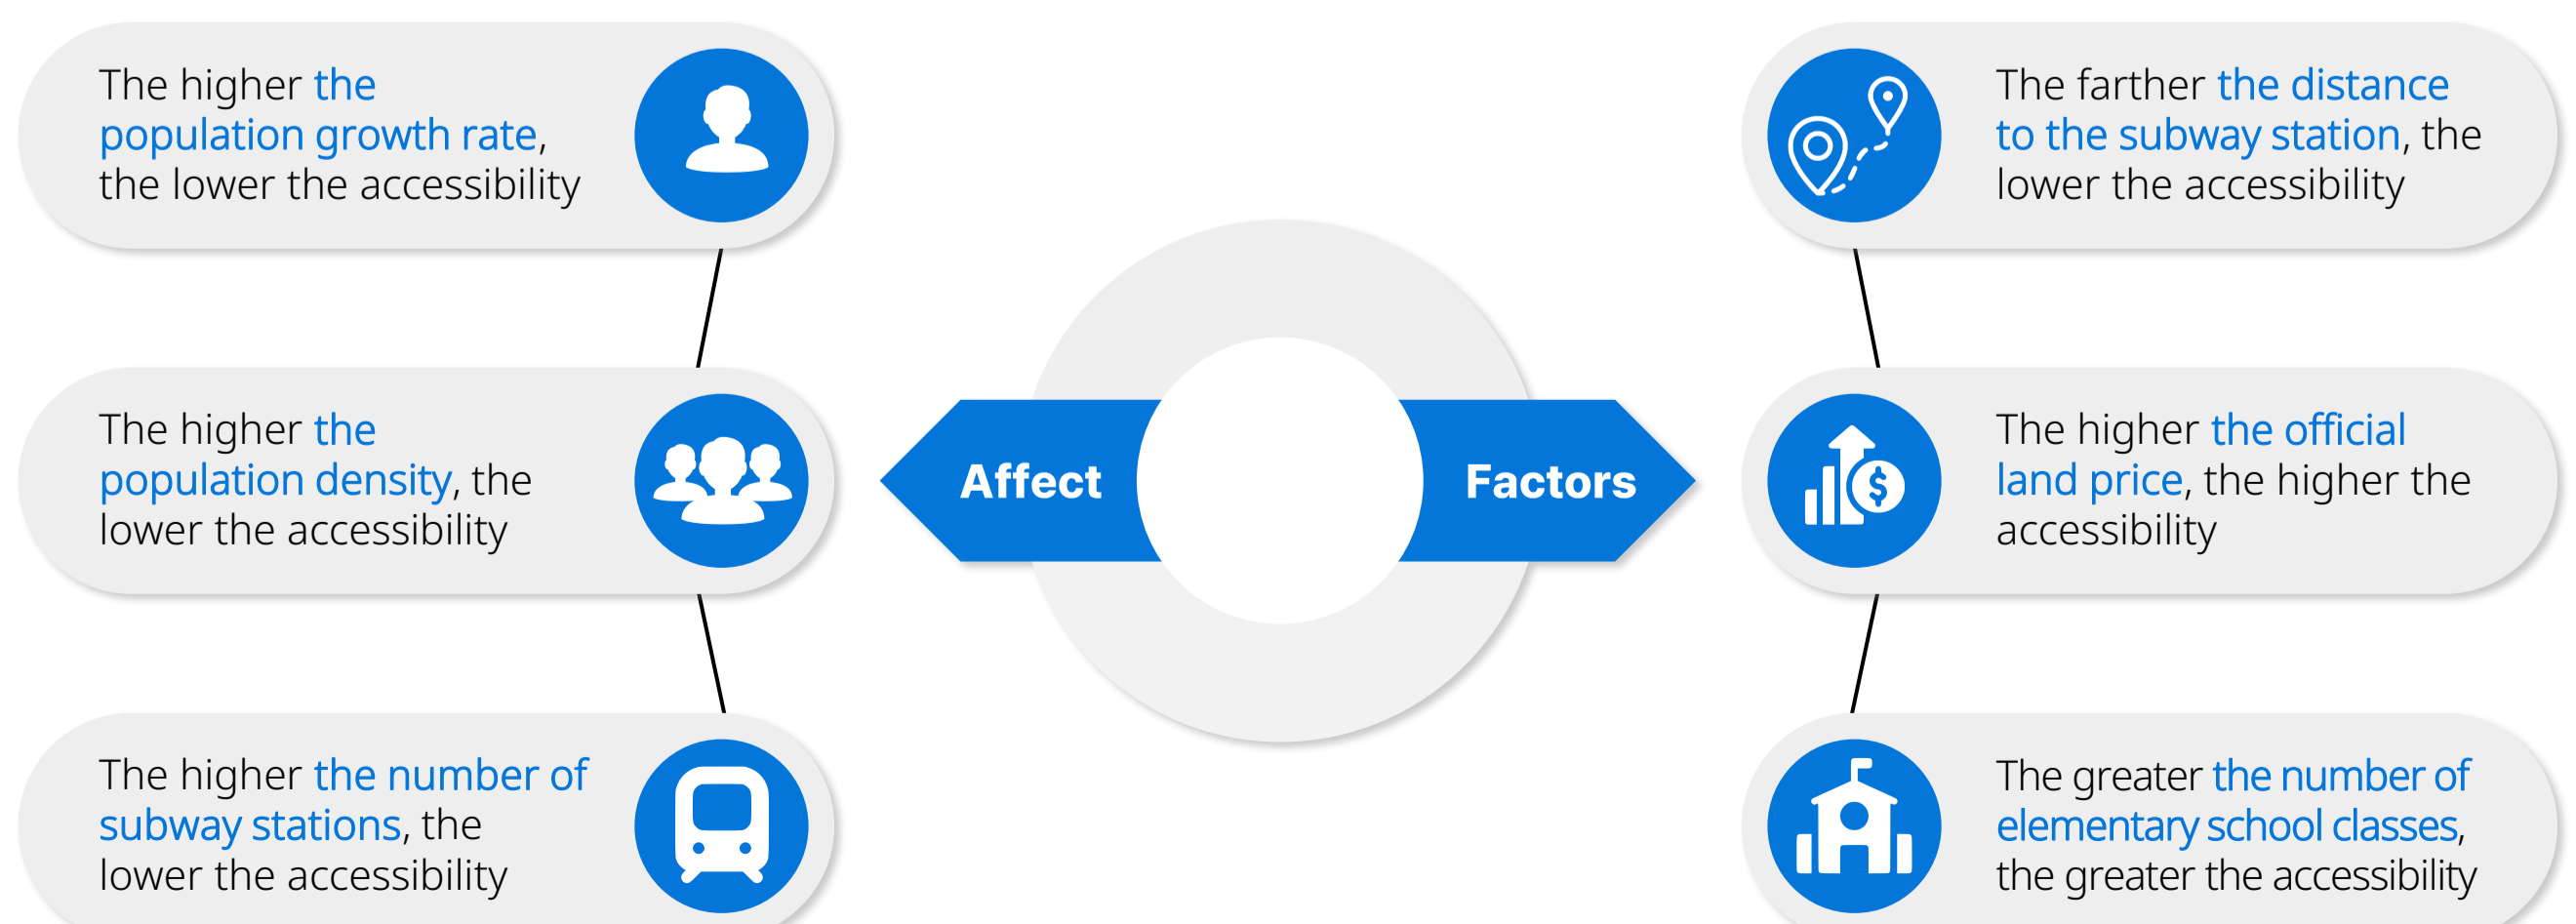 The higher the
population growth rate,
the lower the accessibility
The higher the
population density, the
lower the accessibility
The higher the number of
subway stations, the
lower the accessibility
Affect
Factors
The farther the distance
to the subway station, the
lower the accessibility
The higher the official
land price, the higher the
accessibility
The greater the number of
elementary school classes,
the greater the accessibility
$